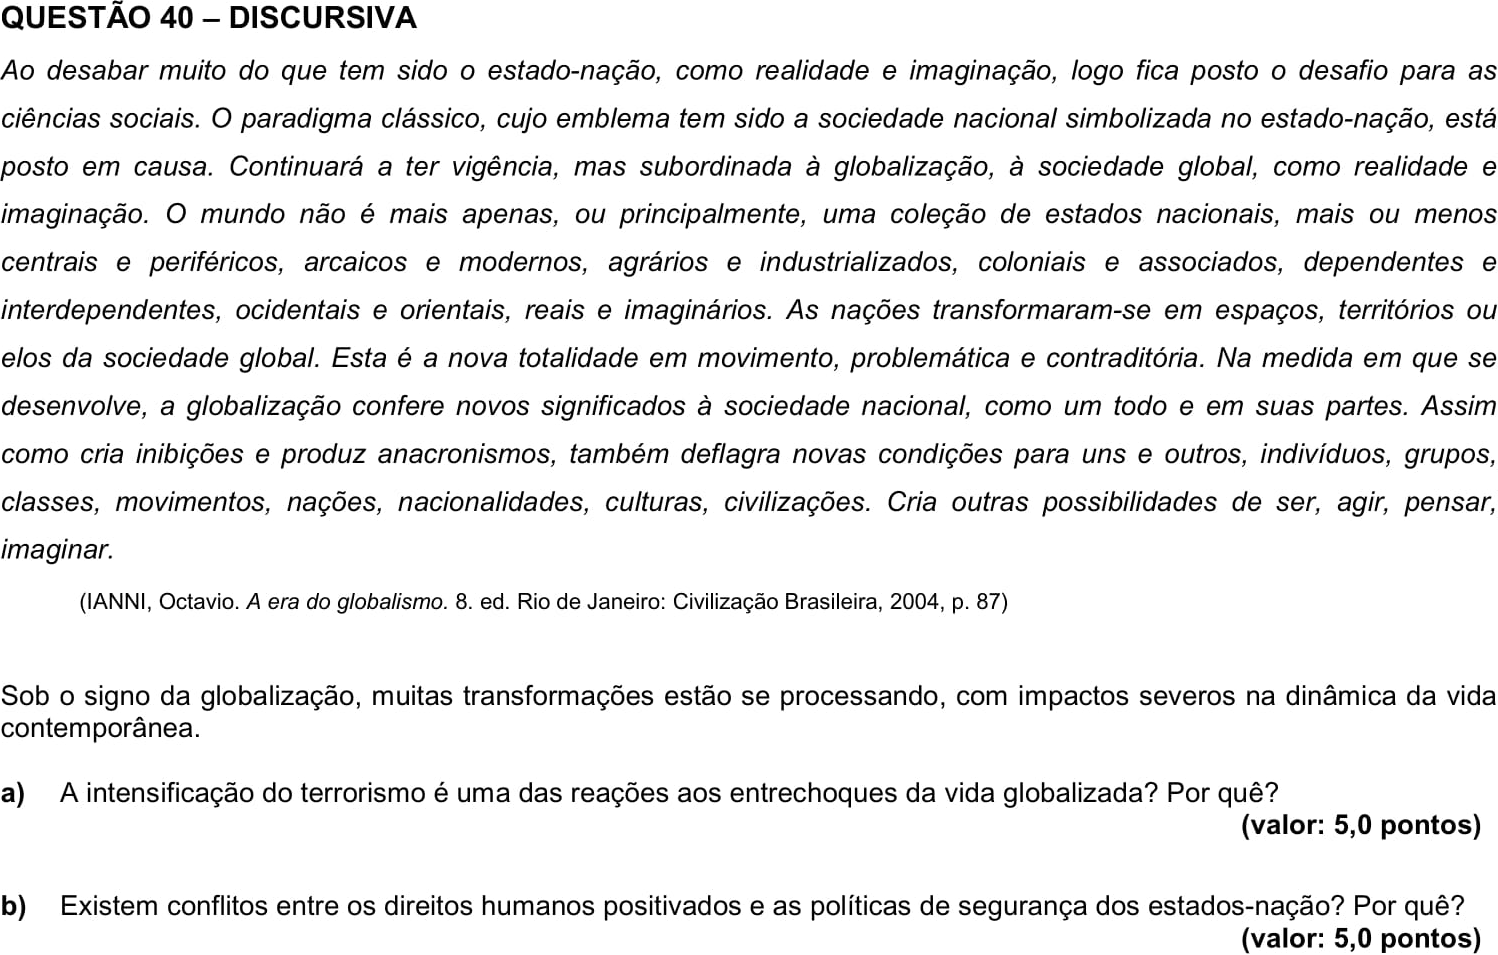 QUESTÃO 40 – DISCURSIVA
Ao desabar muito do que tem sido o estado-nação, como realidade e imaginação, logo fica posto o desafio para as
ciências sociais. O paradigma clássico, cujo emblema tem sido a sociedade nacional simbolizada no estado-nação, está
posto em causa. Continuará a ter vigência, mas subordinada à globalização, à sociedade global, como realidade e
imaginação. O mundo não é mais apenas, ou principalmente, uma coleção de estados nacionais, mais ou menos
centrais e periféricos, arcaicos e modernos, agrários e industrializados, coloniais e associados, dependentes e
interdependentes, ocidentais e orientais, reais e imaginários. As nações transformaram-se em espaços, territórios ou
elos da sociedade global. Esta é a nova totalidade em movimento, problemática e contraditória. Na medida em que se
desenvolve, a globalização confere novos significados à sociedade nacional, como um todo e em suas partes. Assim
como cria inibições e produz anacronismos, também deflagra novas condições para uns e outros, indivíduos, grupos,
classes, movimentos, nações, nacionalidades, culturas, civilizações. Cria outras possibilidades de ser, agir, pensar,
imaginar.
(IANNI, Octavio. A era do globalismo. 8. ed. Rio de Janeiro: Civilização Brasileira, 2004, p. 87)
Sob o signo da globalização, muitas transformações estão se processando, com impactos severos na dinâmica da vida
contemporânea.
a) A intensificação do terrorismo é uma das reações aos entrechoques da vida globalizada? Por quê?
(valor: 5,0 pontos)
b) Existem conflitos entre os direitos humanos positivados e as políticas de segurança dos estados-nação? Por quê?
(valor: 5,0 pontos)